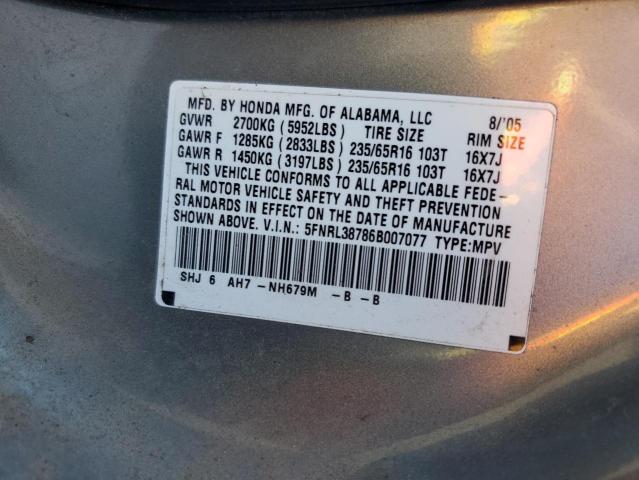 MFD. BY HONDA MFG. OF ALABAMA, LLC 8/'05
GVWR 2700KG (5952LBS) TIRE SIZE RIM SIZE
GAWR F 1285KG (2833LBS) 235/65R16 103T 16X7J
GAWR R 1450KG (3197LBS) 235/65R16 103T 16X7J
THIS VEHICLE CONFORMS TO ALL APPLICABLE FEDE-
RAL MOTOR VEHICLE SAFETY AND THEFT PREVENTION
STANDARDS IN EFFECT ON THE DATE OF MANUFACTURE
SHOWN ABOVE. V.I.N.: 5FNRL38786B007077 TYPE:MPV
SHJ 6 AH7 -NH679M -B -B